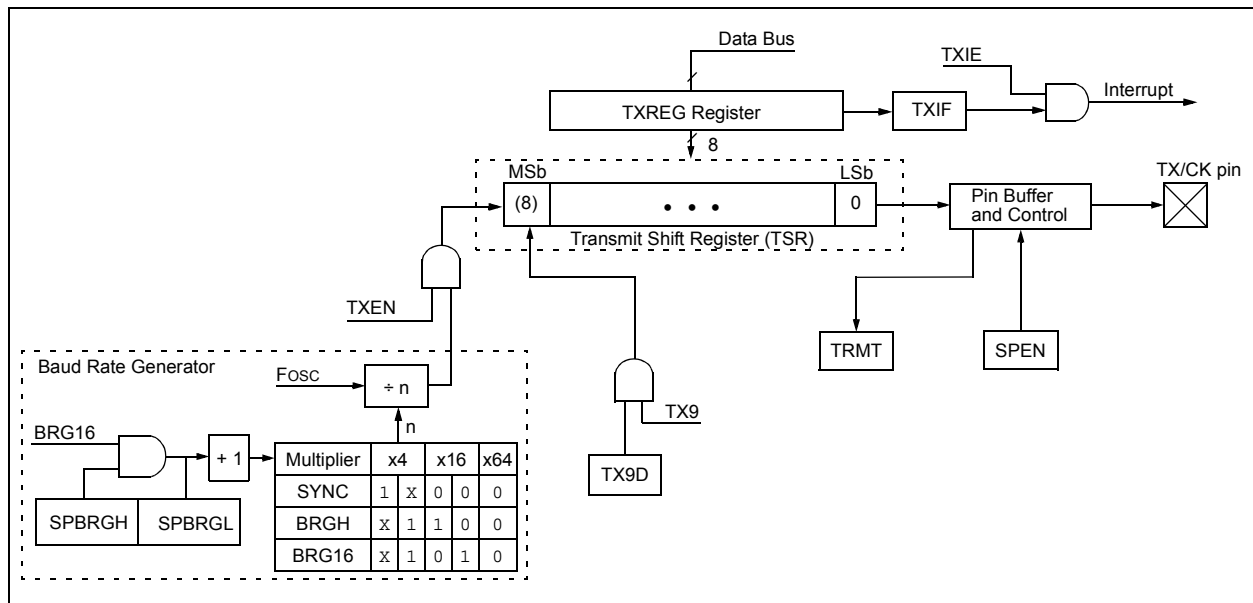 Data Bus
TXIE
Interrupt
TXREG Register
TXIF
8
MSb
LSb
TX/CK pin
(8)
• • •
0
Pin Buffer
and Control
Transmit Shift Register (TSR)
TXEN
TRMT
SPEN
Baud Rate Generator
FOSC
÷ n
TX9
n
BRG16
+ 1
Multiplier x4 x16 x64
TX9D
SYNC 1 X 0 0 0
SPBRGH SPBRGL
BRGH X 1 1 0 0
BRG16 X 1 0 1 0